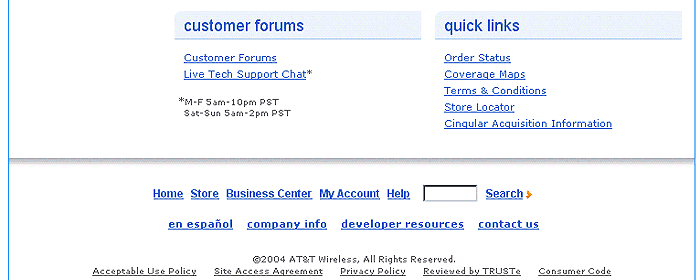 customer forums
Customer Forums
Live Tech Support Chat*
*M-F 5am-10pm PST
Sat-Sun 5am-2pm PST
quick links
Order Status
Coverage Maps
Terms & Conditions
Store Locator
Cingular Acquisition Information
Home Store Business Center My Account Help Search
en español company info developer resources contact us
©2004 AT&T Wireless, All Rights Reserved.
Acceptable Use Policy Site Access Agreement Privacy Policy Reviewed by TRUSTe Consumer Code